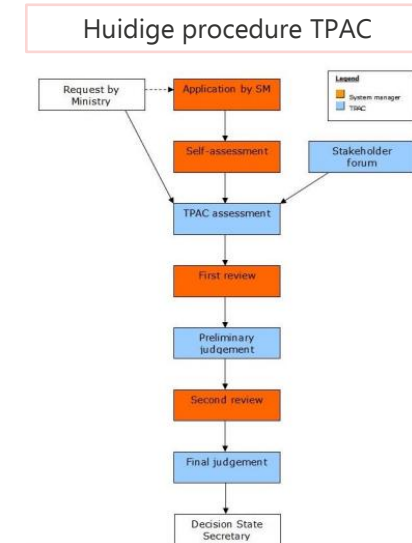 Huidige procedure TPAC
Request by
Ministry
Application by SM
Legend
System manager
TPAC
Self-assessment
Stakeholder
forum
TPAC assessment
First review
Preliminary
judgement
Second review
Final judgement
Decision State
Secretary